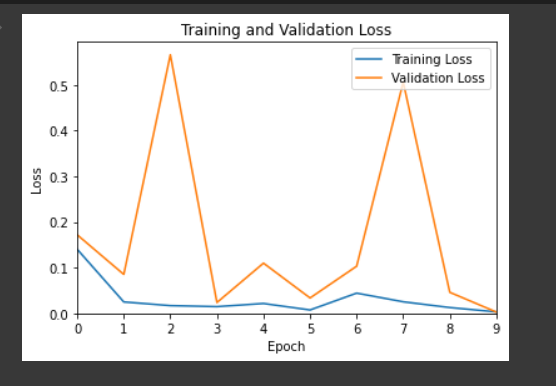 Training and Validation Loss
Training Loss
Validation Loss
0.5
0.4
0.3
0.2
0.1
0.0
Loss
0 1 2 3 4 5 6 7 8 9
Epoch